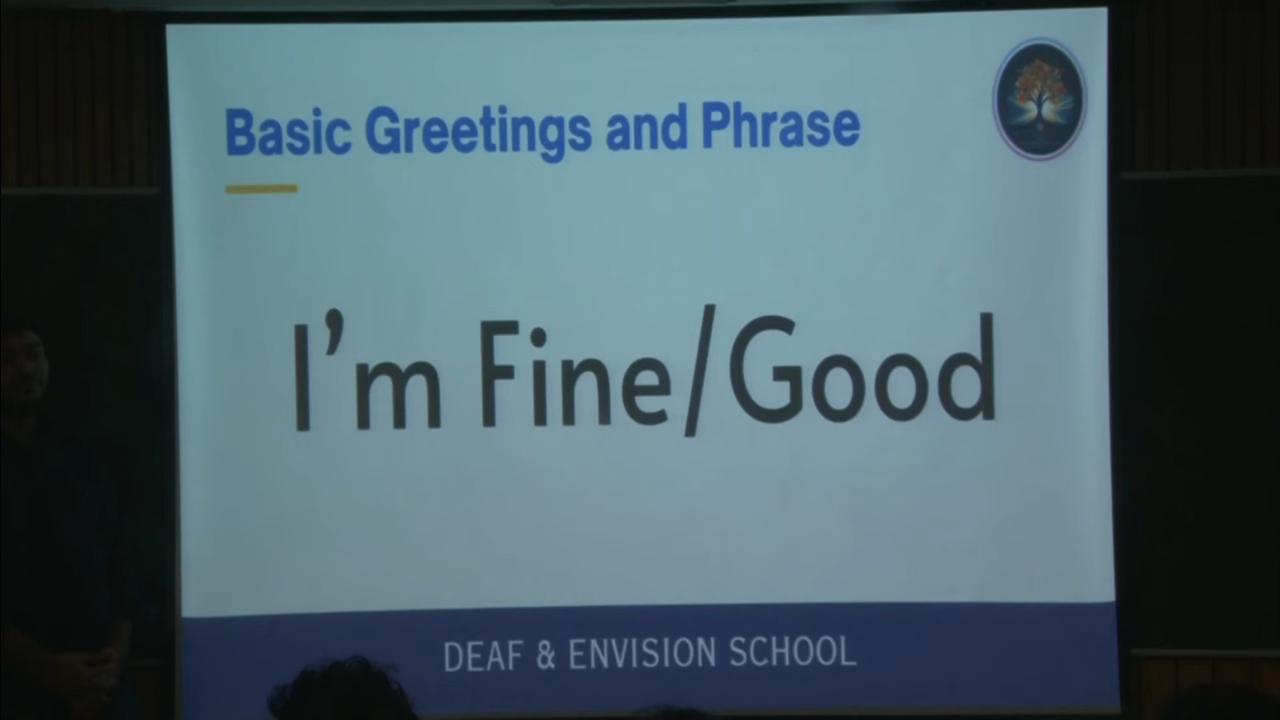 Basic Greetings and Phrase
I'm Fine/Good
DEAF & ENVISION SCHOOL